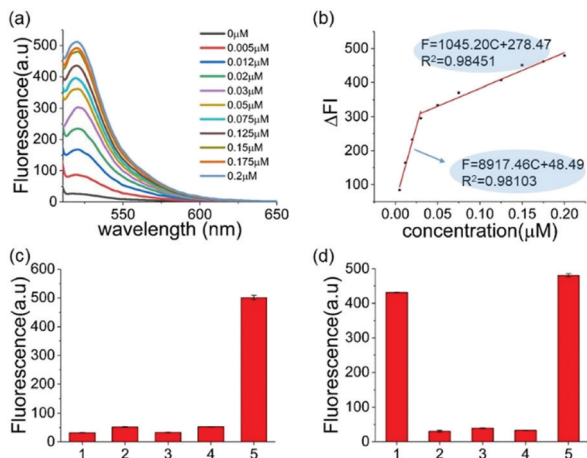 (a)
Fluorescence(a.u)
500
400
300
200
100
0
550
600
650
wavelength (nm)
0μM
0.005μM
0.012μM
0.02μM
0.03μM
0.05μM
0.075μM
0.125μM
0.15μM
0.175μM
0.2μM
(b)
ΔFI
500
400
300
200
100
0.00
0.05
0.10
0.15
0.20
concentration(μM)
F=1045.20C+278.47
R²=0.98451
F=8917.46C+48.49
R²=0.98103
(c)
Fluorescence(a.u)
600
500
400
300
200
100
0
1
2
3
4
5
(d)
Fluorescence(a.u)
500
400
300
200
100
0
1
2
3
4
5